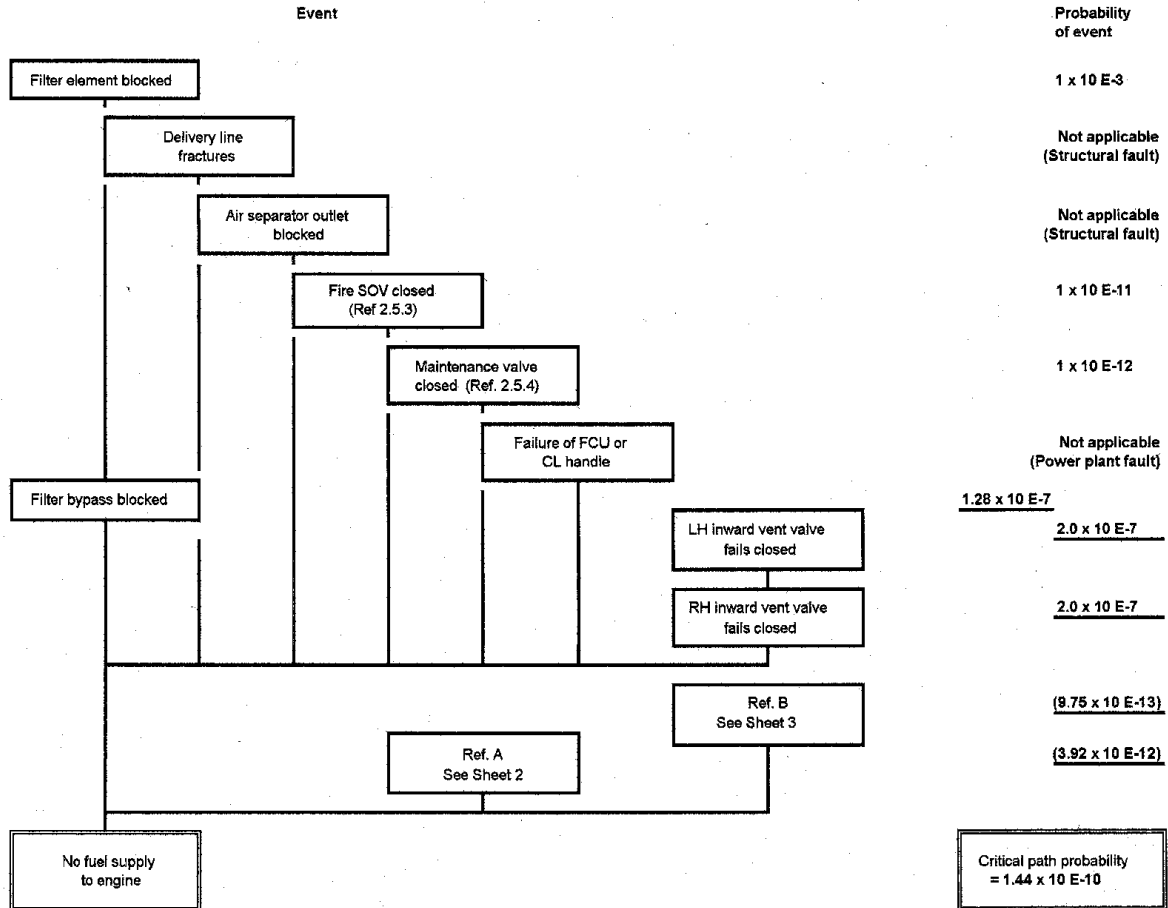 Event
Probability
of event
Filter element blocked
1 x 10 E-3
Delivery line
fractures
Not applicable
(Structural fault)
Air separator outlet
blocked
Not applicable
(Structural fault)
Fire SOV closed
(Ref 2.5.3)
1 x 10 E-11
Maintenance valve
closed (Ref. 2.5.4)
1 x 10 E-12
Failure of FCU or
CL handle
Not applicable
(Power plant fault)
Filter bypass blocked
1.28 x 10 E-7
LH inward vent valve
fails closed
2.0 x 10 E-7
RH inward vent valve
fails closed
2.0 x 10 E-7
Ref. B
See Sheet 3
(9.75 x 10 E-13)
Ref. A
See Sheet 2
(3.92 x 10 E-12)
No fuel supply
to engine
Critical path probability
= 1.44 x 10 E-10